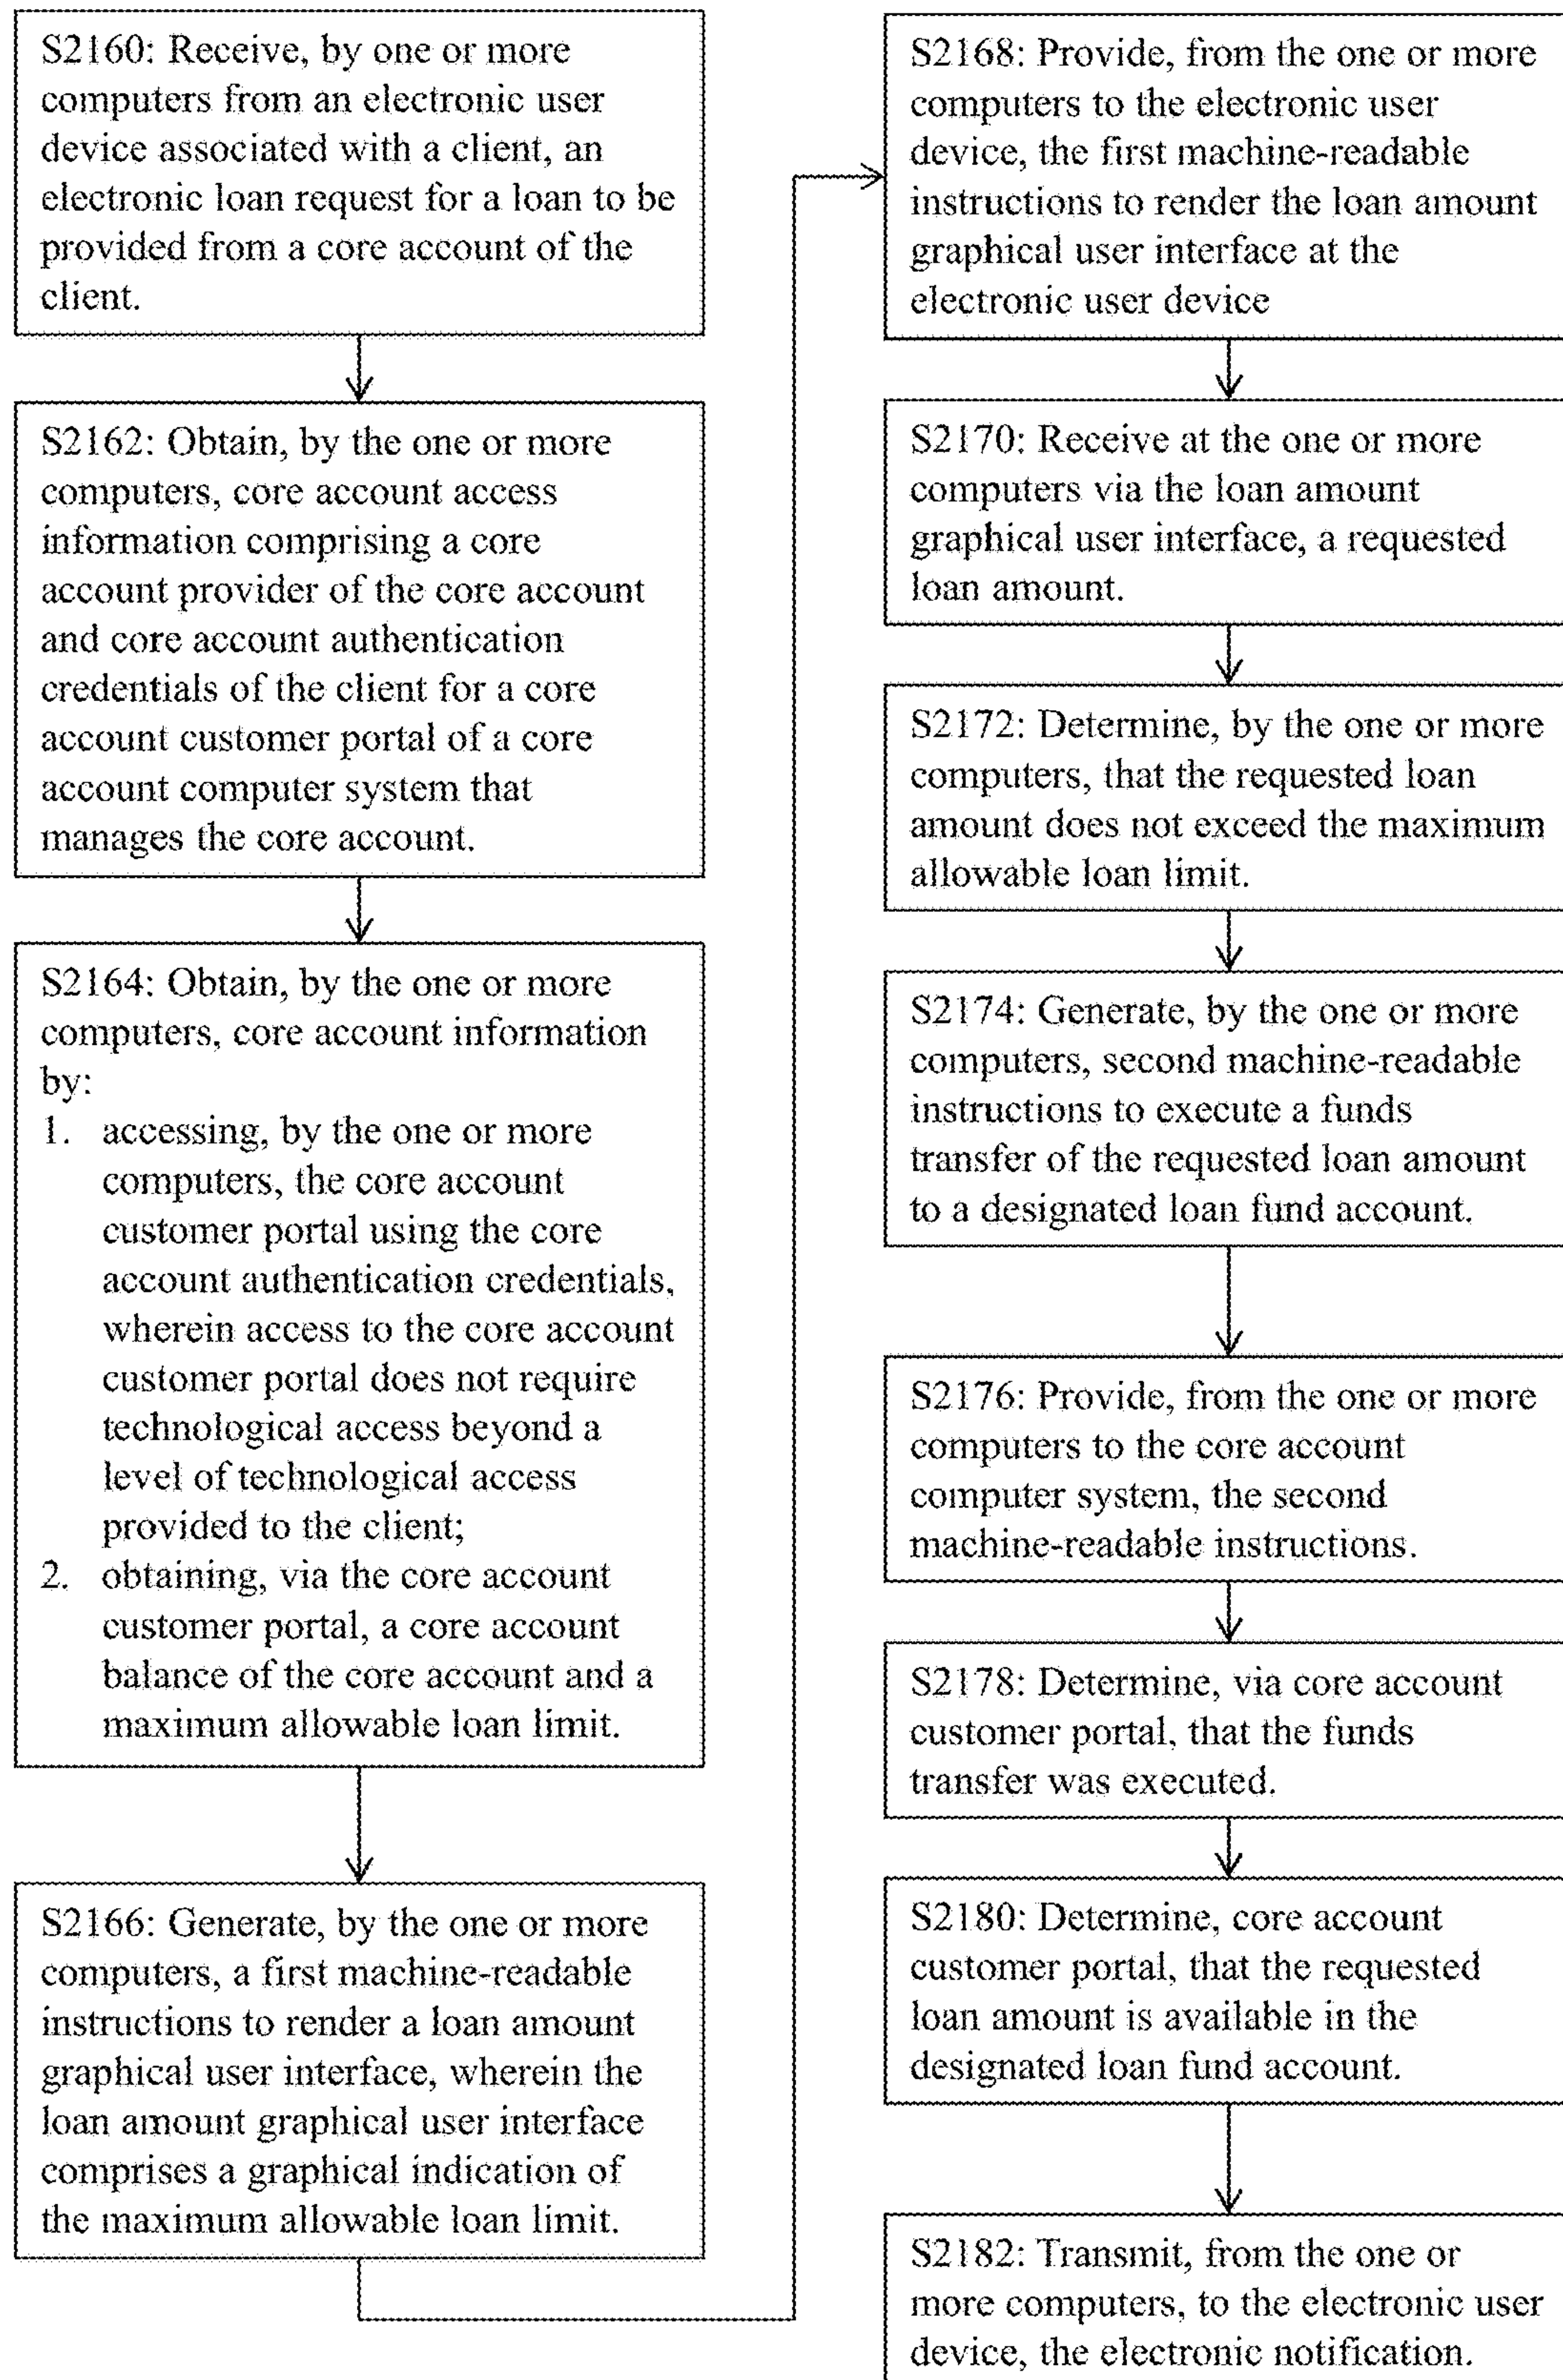 S2160: Receive, by one or more
computers from an electronic user
device associated with a client, an
electronic loan request for a loan to be
provided from a core account of the
client.
S2162: Obtain, by the one or more
computers, core account access
information comprising a core
account provider of the core account
and core account authentication
credentials of the client for a core
account customer portal of a core
account computer system that
manages the core account.
S2164: Obtain, by the one or more
computers, core account information
by:
1. accessing, by the one or more
computers, the core account
customer portal using the core
account authentication credentials,
wherein access to the core account
customer portal does not require
technological access beyond a
level of technological access
provided to the client;
2. obtaining, via the core account
customer portal, a core account
balance of the core account and a
maximum allowable loan limit.
S2166: Generate, by the one or more
computers, a first machine-readable
instructions to render a loan amount
graphical user interface, wherein the
loan amount graphical user interface
comprises a graphical indication of
the maximum allowable loan limit.
S2168: Provide, from the one or more
computers to the electronic user
device, the first machine-readable
instructions to render the loan amount
graphical user interface at the
electronic user device
S2170: Receive at the one or more
computers via the loan amount
graphical user interface, a requested
loan amount.
S2172: Determine, by the one or more
computers, that the requested loan
amount does not exceed the maximum
allowable loan limit.
S2174: Generate, by the one or more
computers, second machine-readable
instructions to execute a funds
transfer of the requested loan amount
to a designated loan fund account.
S2176: Provide, from the one or more
computers to the core account
computer system, the second
machine-readable instructions.
S2178: Determine, via core account
customer portal, that the funds
transfer was executed.
S2180: Determine, core account
customer portal, that the requested
loan amount is available in the
designated loan fund account.
S2182: Transmit, from the one or
more computers, to the electronic user
device, the electronic notification.